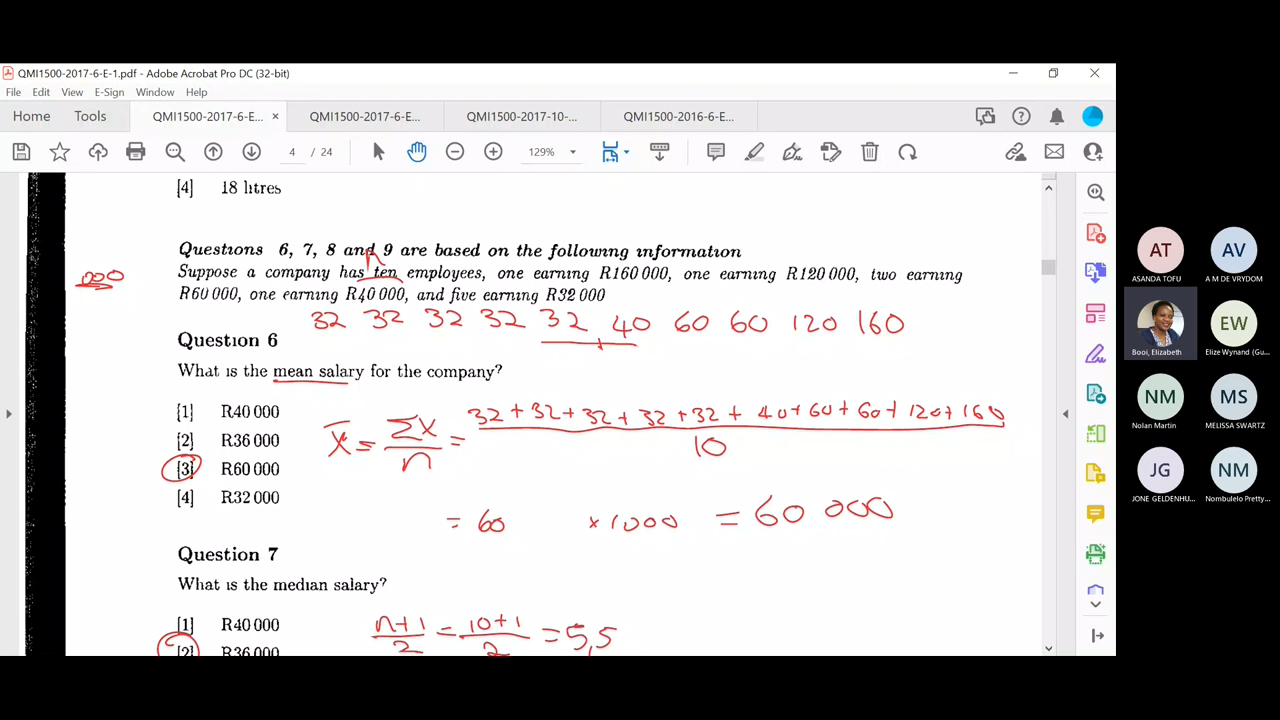 QMI1500-2017-6-E-1.pdf - Adobe Acrobat Pro DC (32-bit)
File Edit View E-Sign Window Help
Home Tools QMI1500-2017-6-E... × QMI1500-2017-6-E... QMI1500-2017-10-... QMI1500-2016-6-E...
4 / 24 129%
[4] 18 litres
Questions 6, 7, 8 and 9 are based on the following information
n
000
Suppose a company has ten employees, one earning R160 000, one earning R120 000, two earning
R60 000, one earning R40 000, and five earning R32 000
32 32 32 32 32 40 60 60 120 160
Question 6
What is the mean salary for the company?
[1] R40 000
[2] R36 000
[3] R60 000
[4] R32 000
x̄ = Σx/n = 32 + 32 + 32 + 32 + 32 + 40 + 60 + 60 + 120 + 160
10
= 60 × 1000 = 60 000
Question 7
What is the median salary?
[1] R40 000
[2] R36 000
n+1/2 = 10+1/2 = 5,5
AT AV
ASANDA TOFU A M DE VRYDOM
EW
Booi, Elizabeth Elize Wynand (Gu...
NM MS
Nolan Martin MELISSA SWARTZ
JG NM
JONE GELDENHU... Nombulelo Pretty...